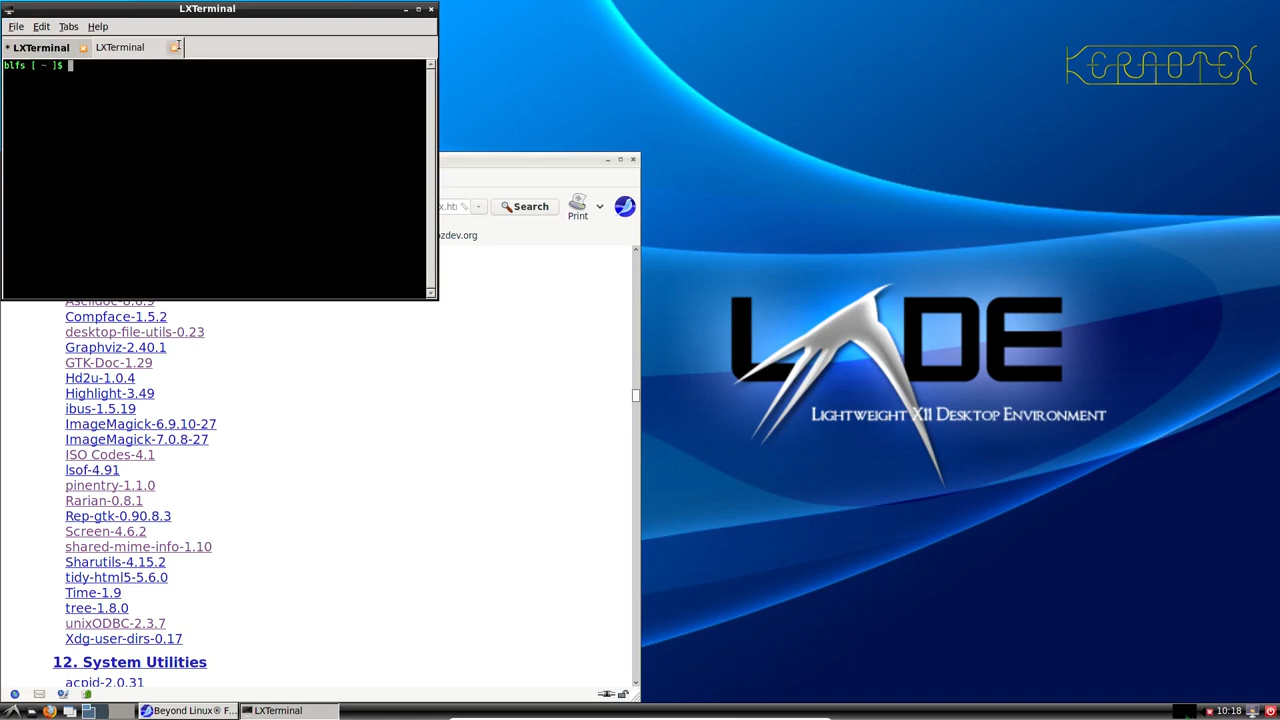 LXTerminal
File Edit Tabs Help
* LXTerminal LXTerminal
blfs [ ~ ]$
KERAOTEX
Search
Print
ozdev.org
Asciidoc-8.6.9
Compface-1.5.2
desktop-file-utils-0.23
Graphviz-2.40.1
GTK-Doc-1.29
Hd2u-1.0.4
Highlight-3.49
ibus-1.5.19
ImageMagick-6.9.10-27
ImageMagick-7.0.8-27
ISO Codes-4.1
lsof-4.91
pinentry-1.1.0
Rarian-0.8.1
Rep-gtk-0.90.8.3
Screen-4.6.2
shared-mime-info-1.10
Sharutils-4.15.2
tidy-html5-5.6.0
Time-1.9
tree-1.8.0
unixODBC-2.3.7
Xdg-user-dirs-0.17
12. System Utilities
acpid-2.0.31
LXDE
Lightweight X11 Desktop Environment
Beyond Linux® F... LXTerminal 10:18